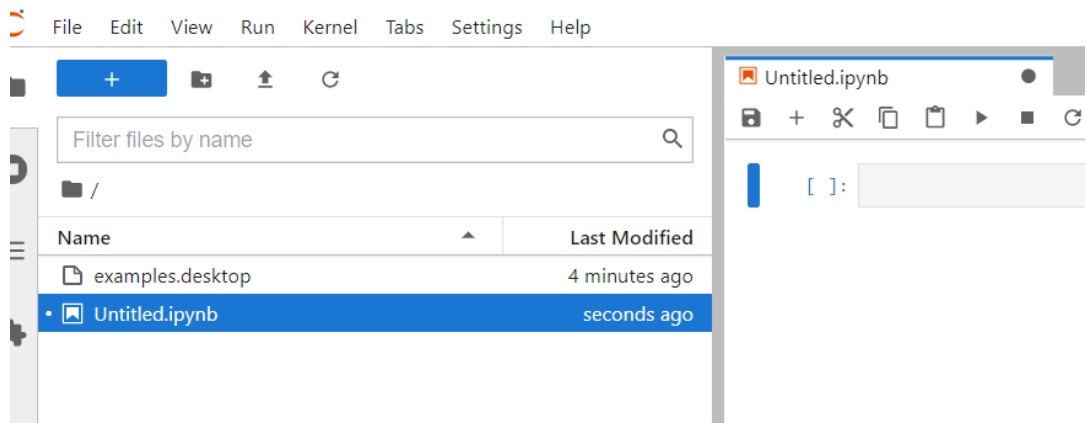 File Edit View Run Kernel Tabs Settings Help
Untitled.ipynb
Filter files by name
/
[ ]:
Name Last Modified
examples.desktop 4 minutes ago
Untitled.ipynb seconds ago